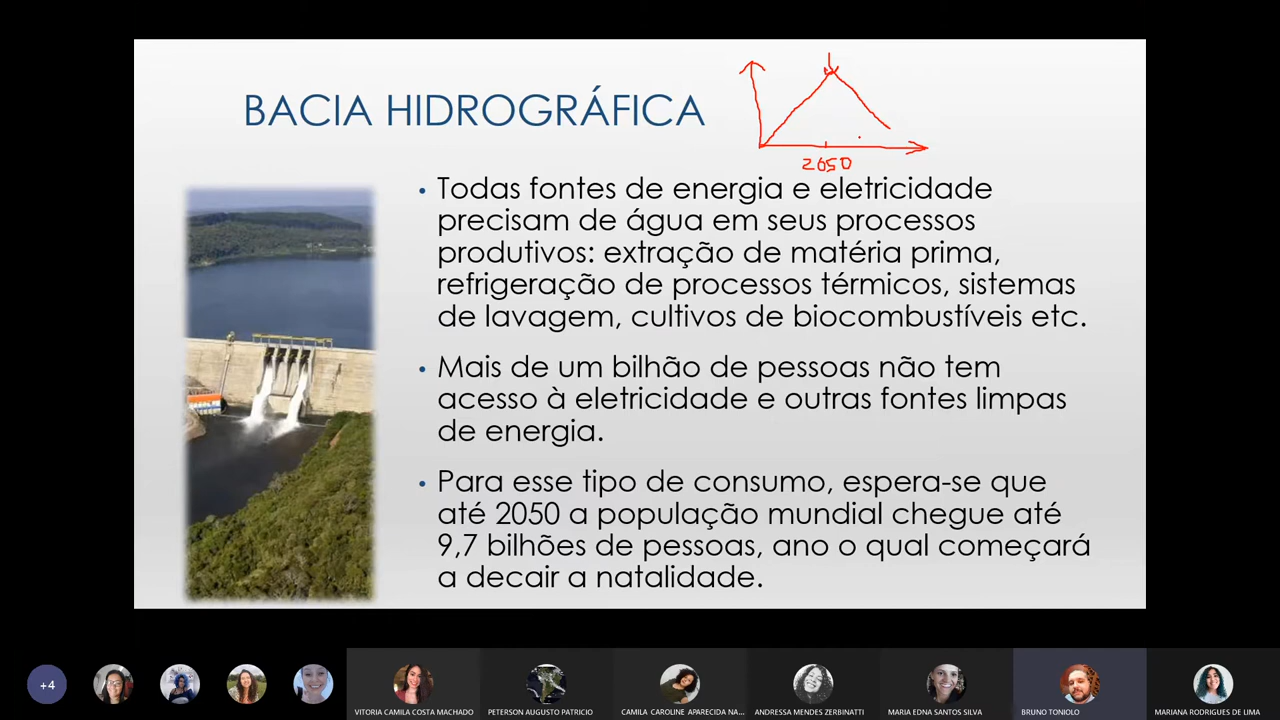 BACIA HIDROGRÁFICA
2050
• Todas fontes de energia e eletricidade
precisam de água em seus processos
produtivos: extração de matéria prima,
refrigeração de processos térmicos, sistemas
de lavagem, cultivos de biocombustíveis etc.
• Mais de um bilhão de pessoas não tem
acesso à eletricidade e outras fontes limpas
de energia.
• Para esse tipo de consumo, espera-se que
até 2050 a população mundial chegue até
9,7 bilhões de pessoas, ano o qual começará
a decair a natalidade.
+4
VITORIA CAMILA COSTA MACHADO
PETERSON AUGUSTO PATRICIO
CAMILA CAROLINE APARECIDA NA...
ANDRESSA MENDES ZERBINATTI
MARIA EDNA SANTOS SILVA
BRUNO TONIOLO
MARIANA RODRIGUES DE LIMA